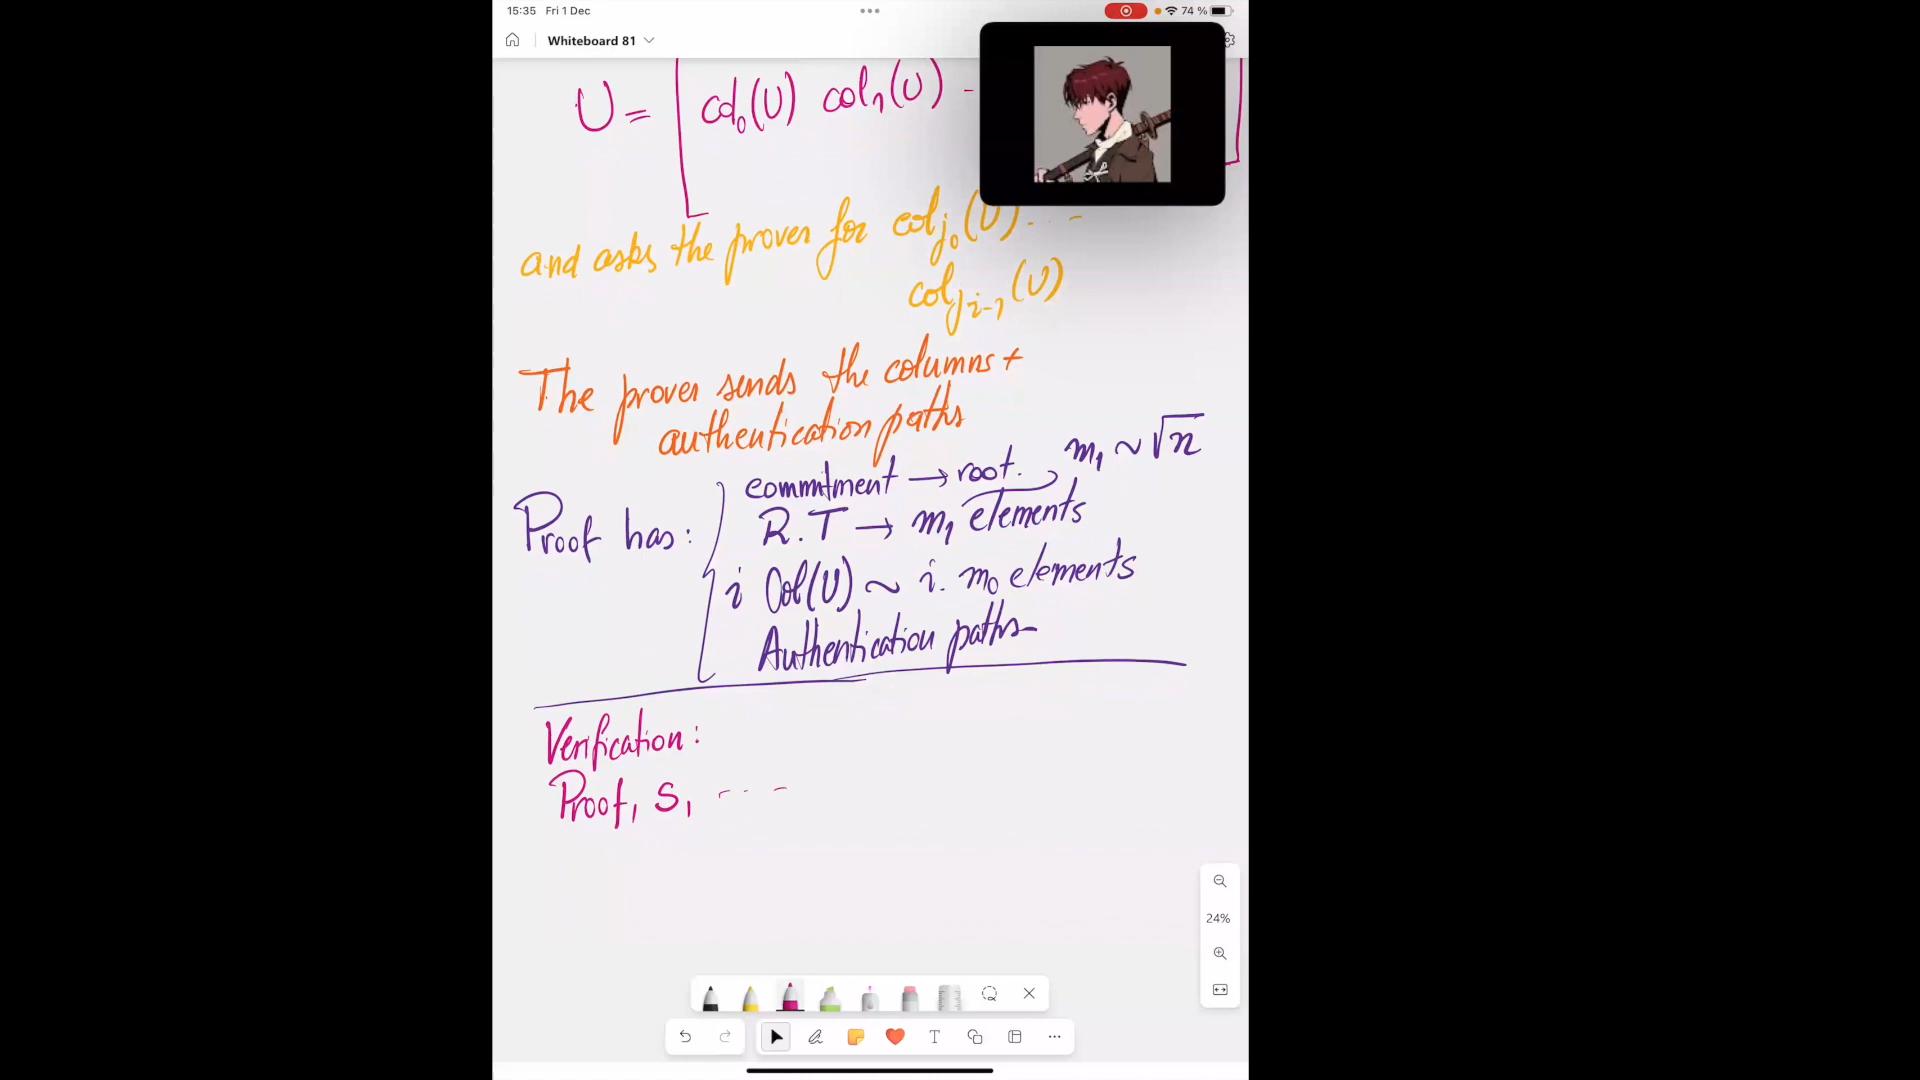 15:35 Fri 1 Dec
74 %
Whiteboard 81
U = [ col₀(U) col₁(U) -
and asks the prover for colj₀(U) . . -
colj i-1 (U)
The prover sends the columns +
authentication paths
m₁ ~ √n
Proof has:
commitment → root.
R.T → m₁ elements
i Col(U) ~ i. m₀ elements
Authentication paths
Verification:
Proof, S, - - - -
24%
T